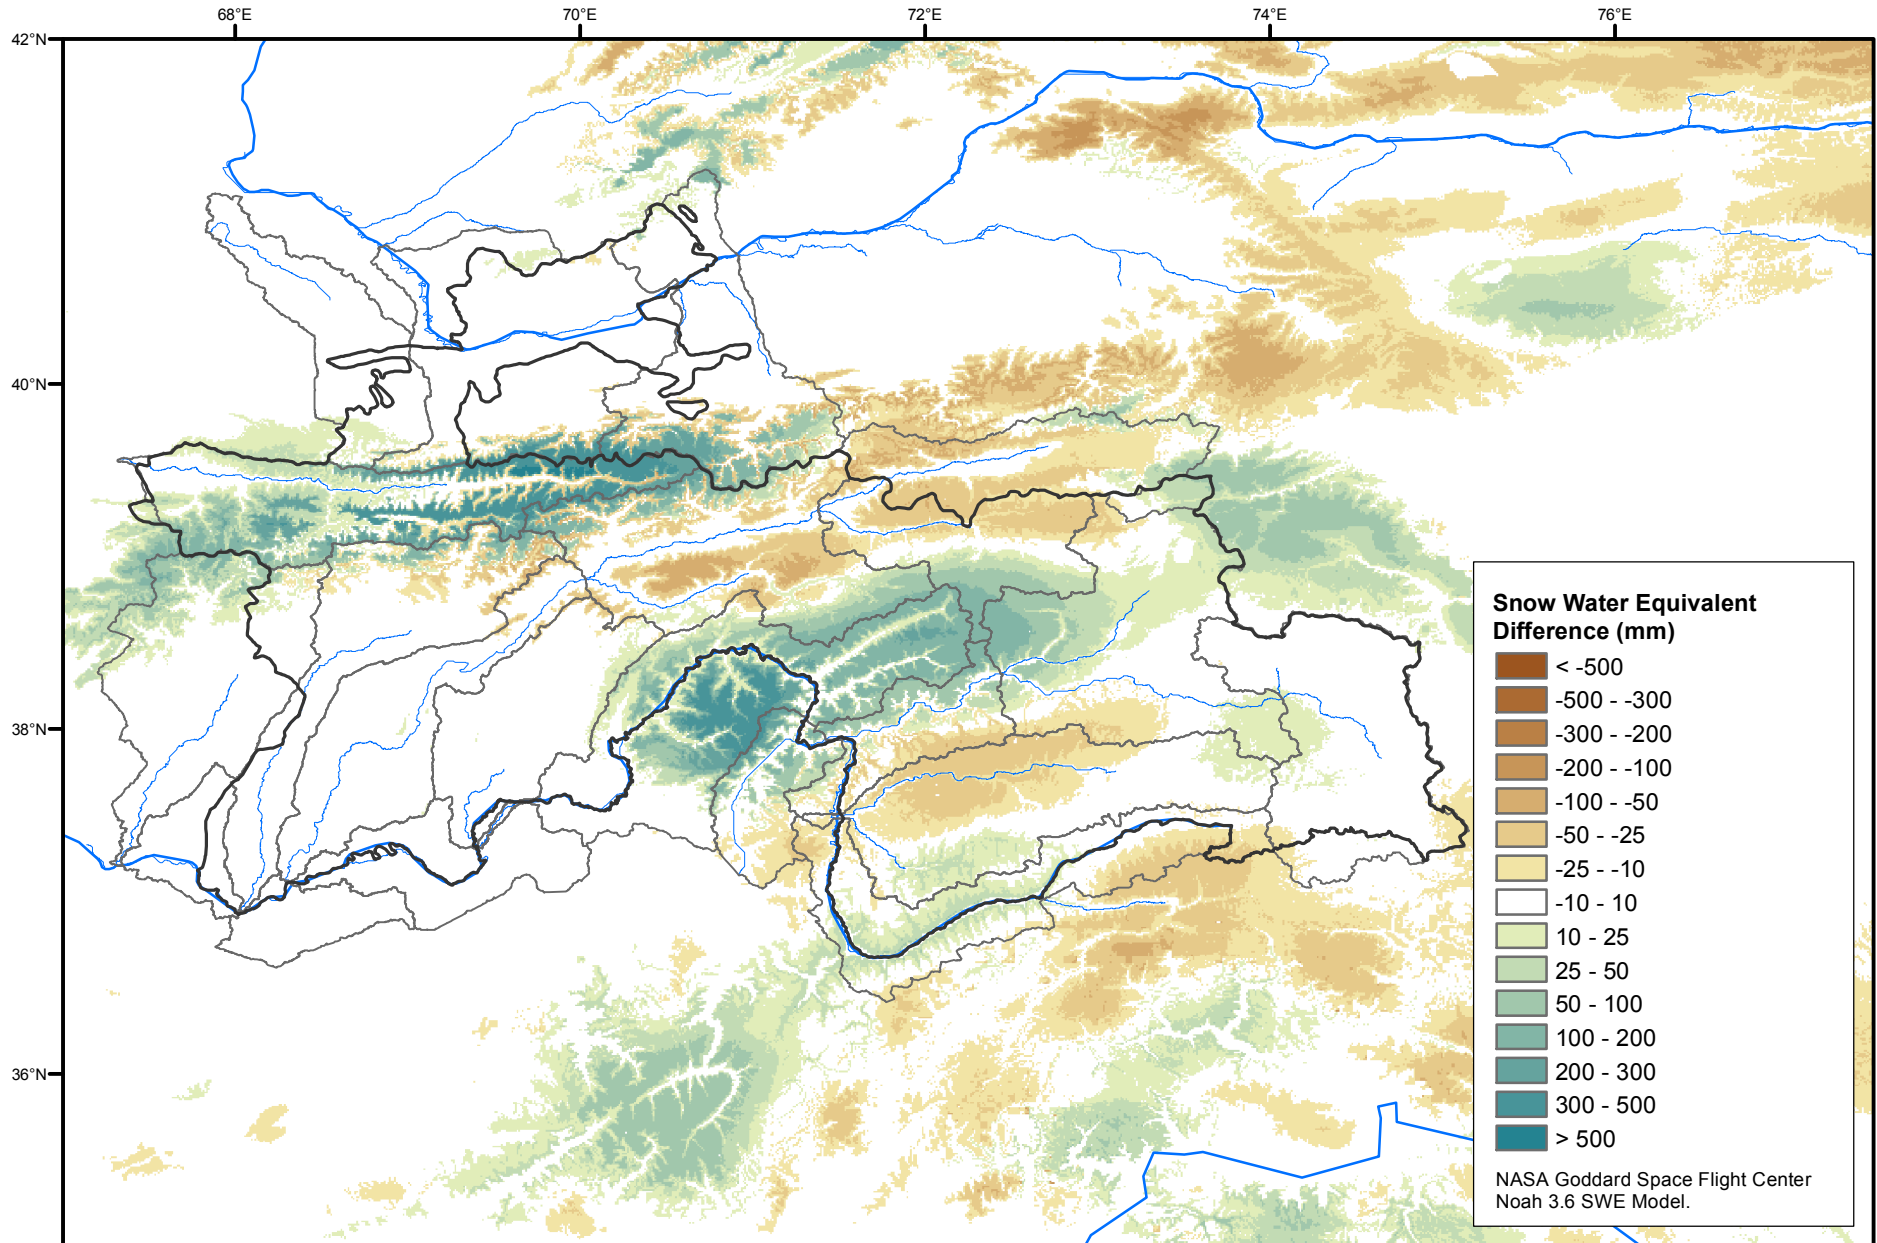 68°E 70°E 72°E 74°E 76°E
42°N
40°N
38°N
36°N
Snow Water Equivalent
Difference (mm)
< -500
-500 - -300
-300 - -200
-200 - -100
-100 - -50
-50 - -25
-25 - -10
-10 - 10
10 - 25
25 - 50
50 - 100
100 - 200
200 - 300
300 - 500
> 500
NASA Goddard Space Flight Center
Noah 3.6 SWE Model.